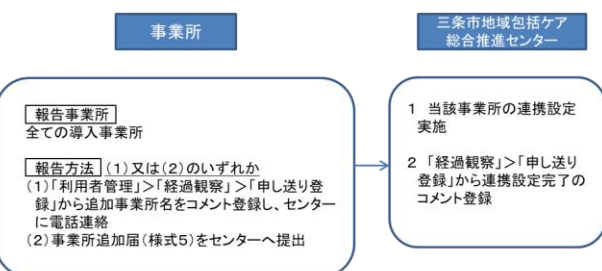 事業所
三条市地域包括ケア
総合推進センター
報告事業所
全ての導入事業所
報告方法 (1)又は(2)のいずれか
(1)「利用者管理」>「経過観察」>「申し送り登
録」から追加事業所名をコメント登録し、センター
に電話連絡
(2)事業所追加届(様式5)をセンターへ提出
1 当該事業所の連携設定
実施
2 「経過観察」>「申し送り
登録」から連携設定完了の
コメント登録